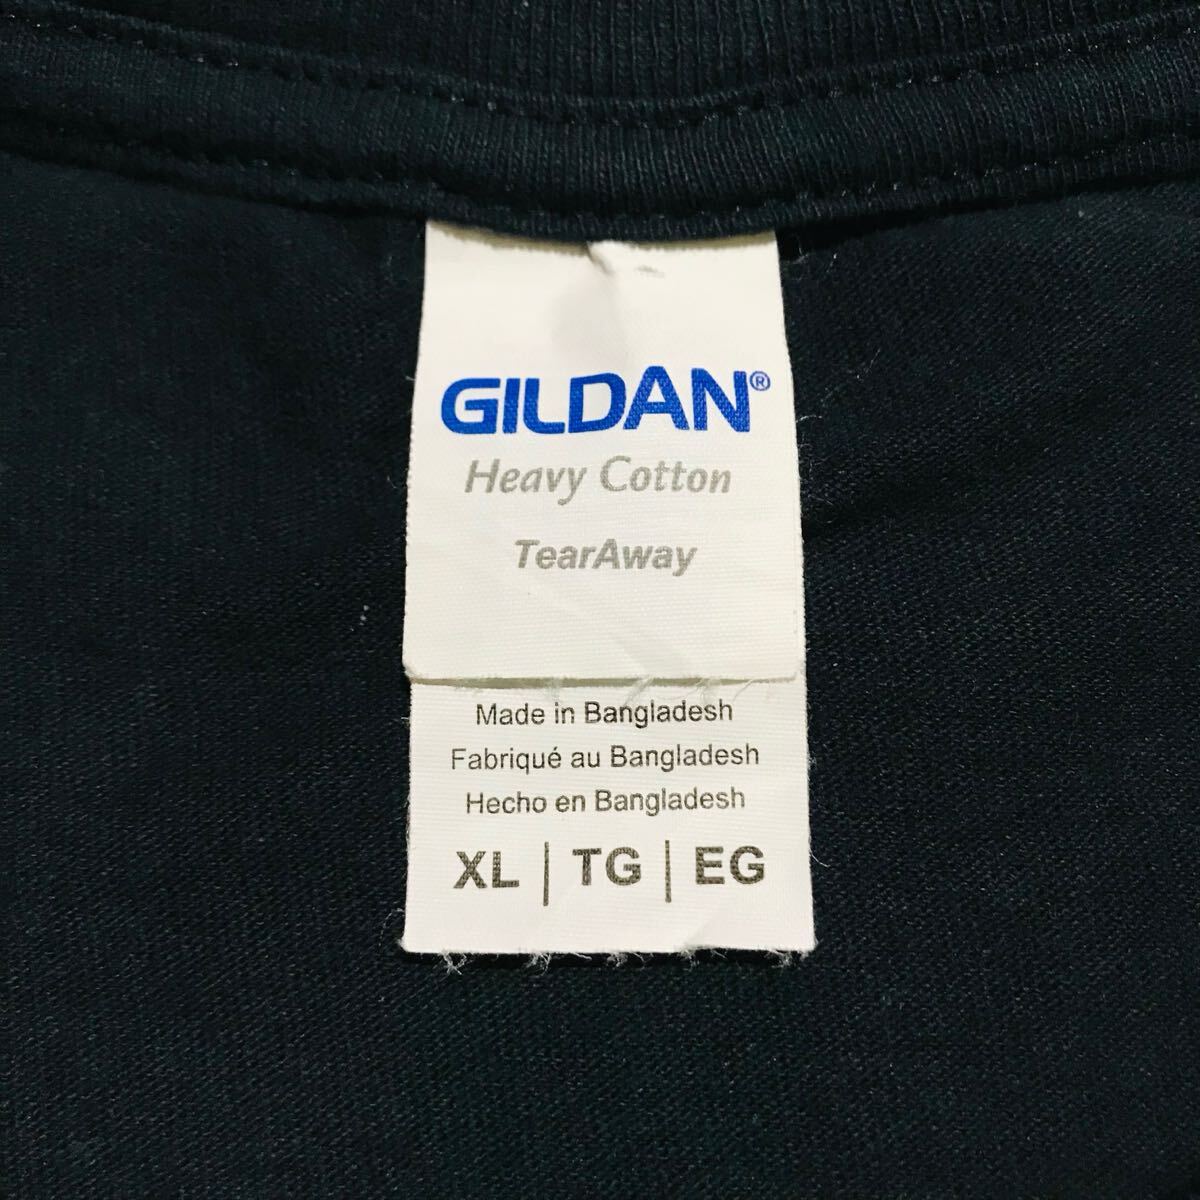 GILDAN®
Heavy Cotton
TearAway
Made in Bangladesh
Fabriqué au Bangladesh
Hecho en Bangladesh
XL | TG | EG